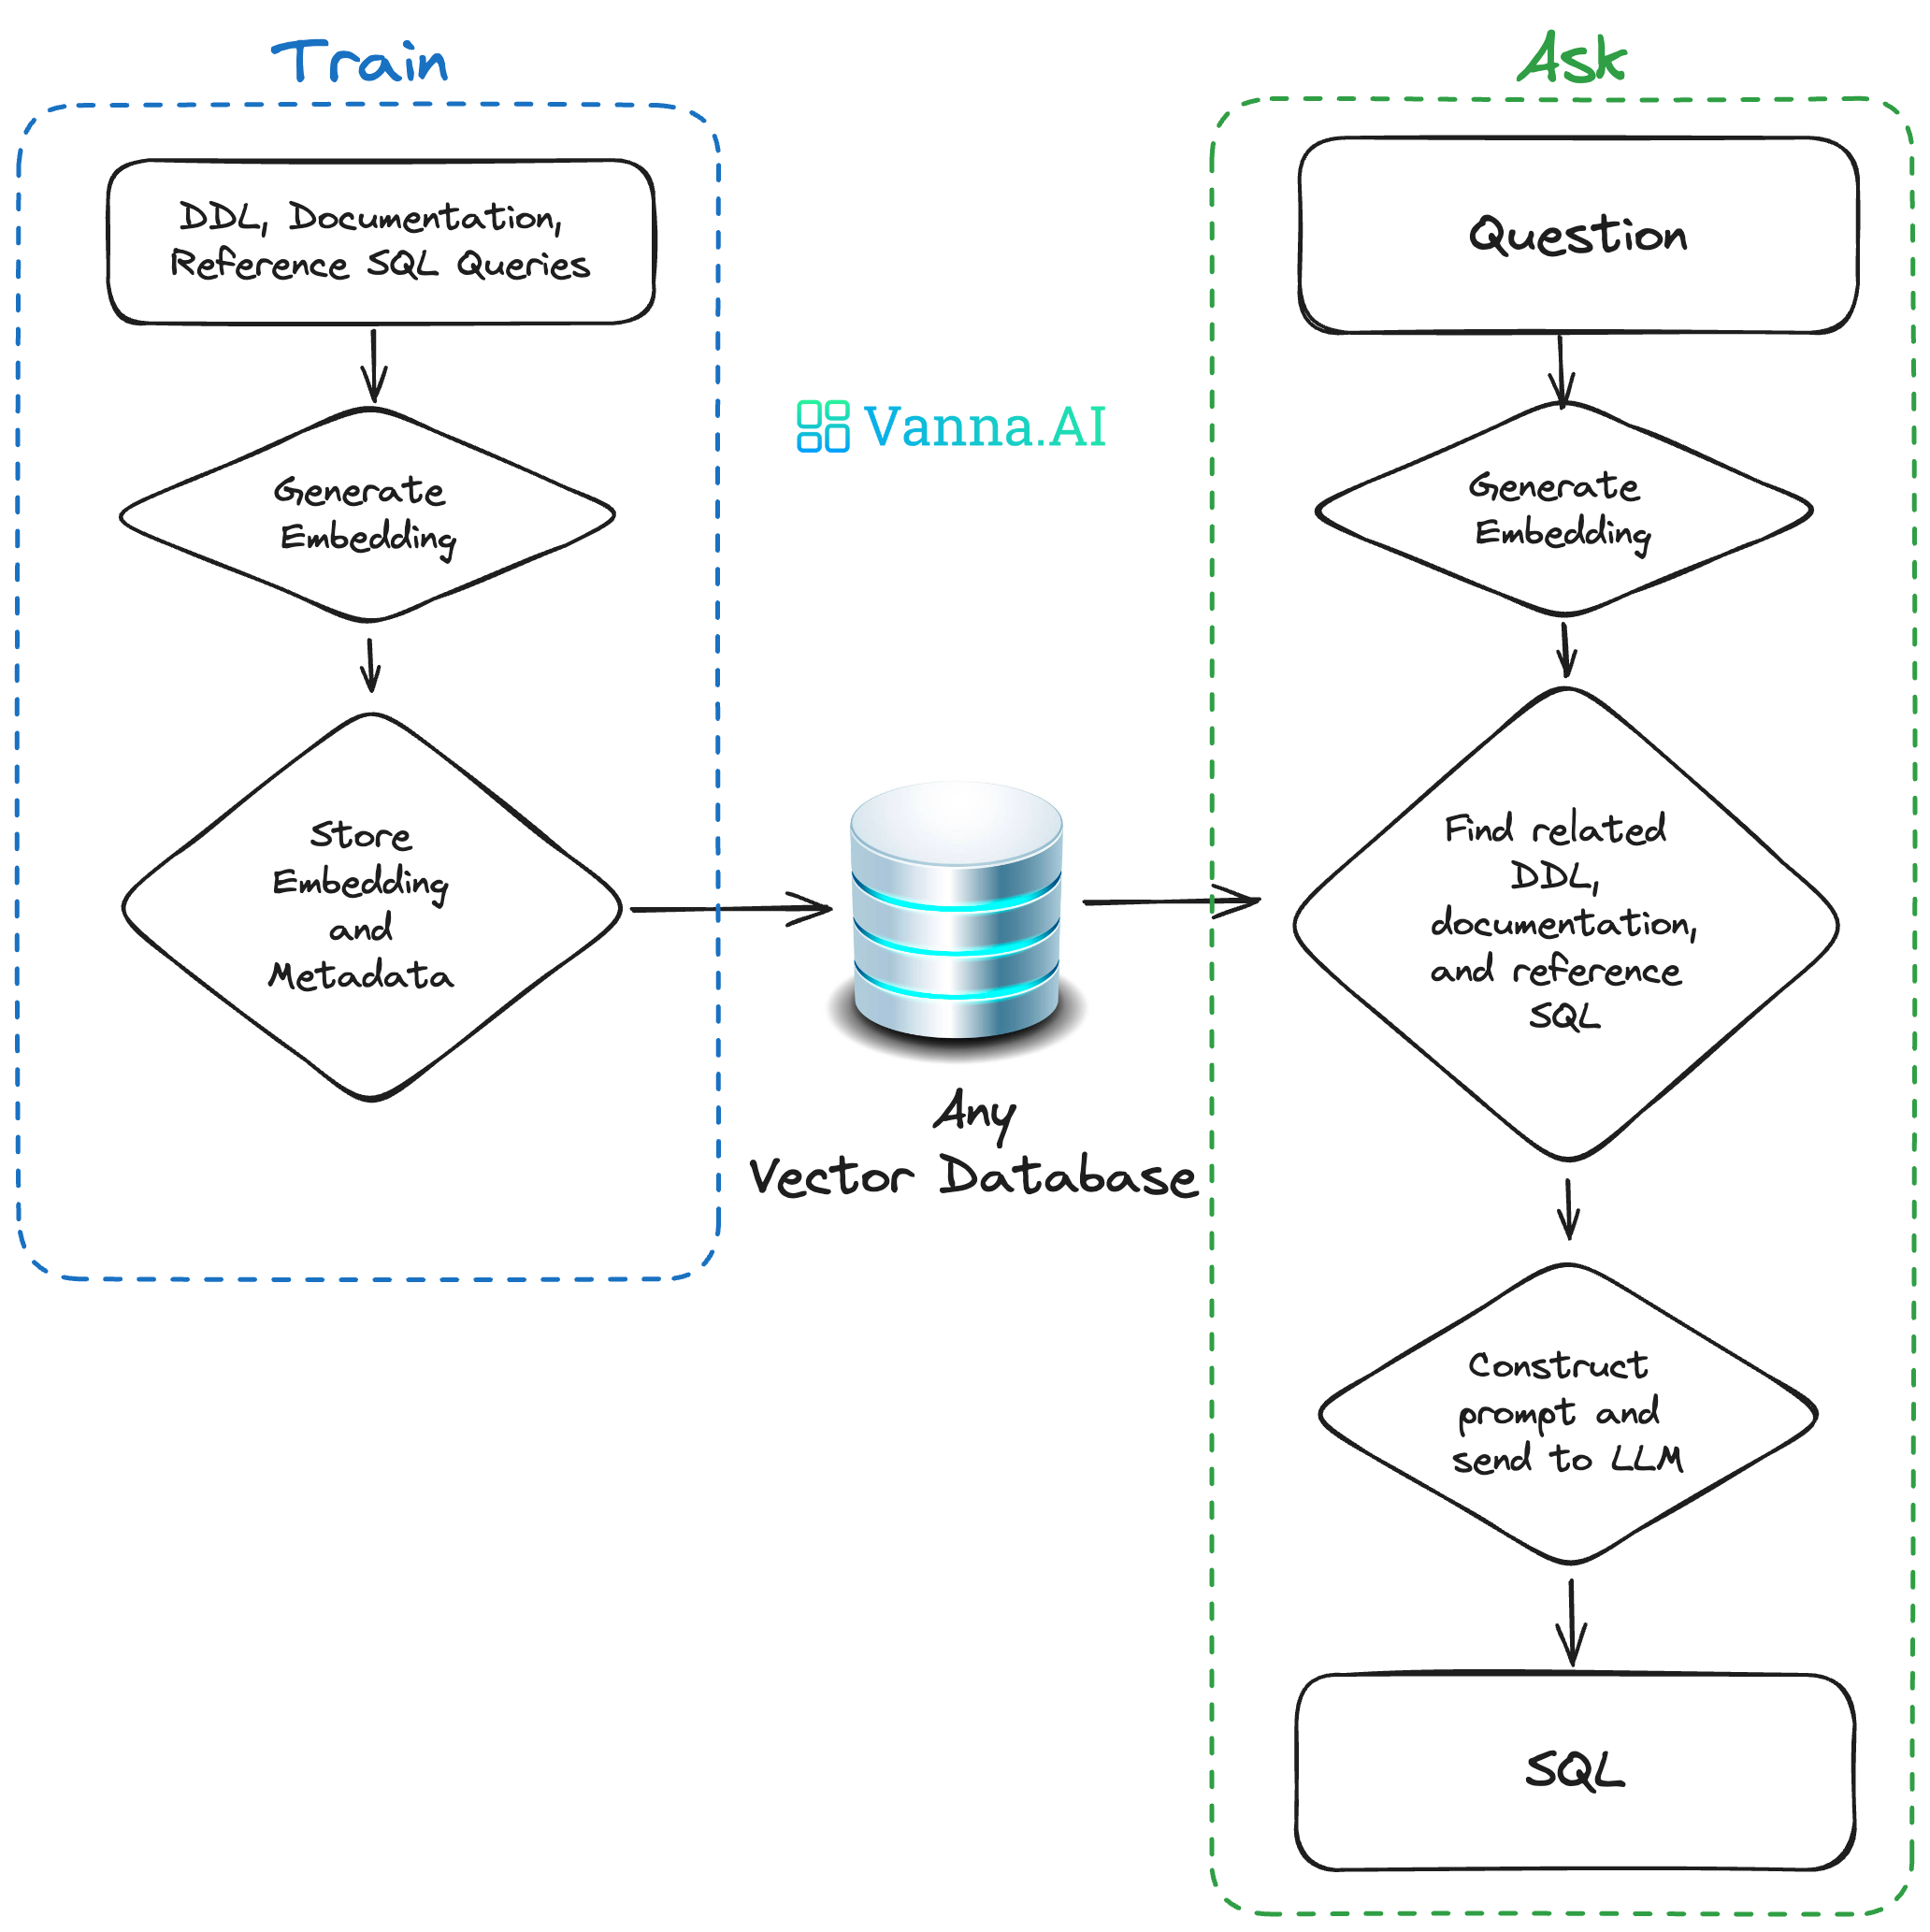 Train
DDL, Documentation,
Reference SQL Queries
Generate
Embedding
Store
Embedding
and
Metadata
Vanna.AI
Any
Vector Database
Ask
Question
Generate
Embedding
Find related
DDL,
documentation,
and reference
SQL
Construct
prompt and
send to LLM
SQL